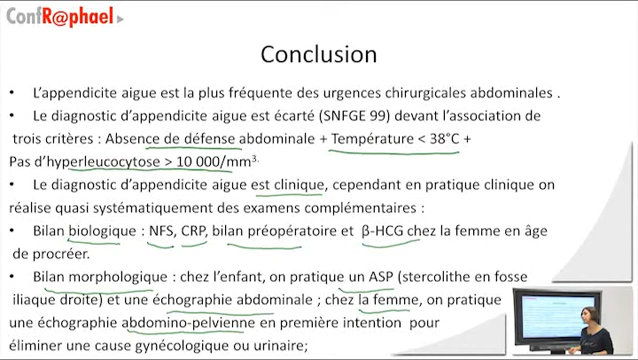 ConfR@phael
Conclusion
• L'appendicite aigue est la plus fréquente des urgences chirurgicales abdominales .
• Le diagnostic d'appendicite aigue est écarté (SNFGE 99) devant l'association de
trois critères : Absence de défense abdominale + Température < 38°C +
Pas d'hyperleucocytose > 10 000/mm³.
• Le diagnostic d'appendicite aigue est clinique, cependant en pratique clinique on
réalise quasi systématiquement des examens complémentaires :
• Bilan biologique : NFS, CRP, bilan préopératoire et β-HCG chez la femme en âge
de procréer.
• Bilan morphologique : chez l'enfant, on pratique un ASP (stercolithe en fosse
iliaque droite) et une échographie abdominale ; chez la femme, on pratique
une échographie abdomino-pelvienne en première intention pour
éliminer une cause gynécologique ou urinaire;